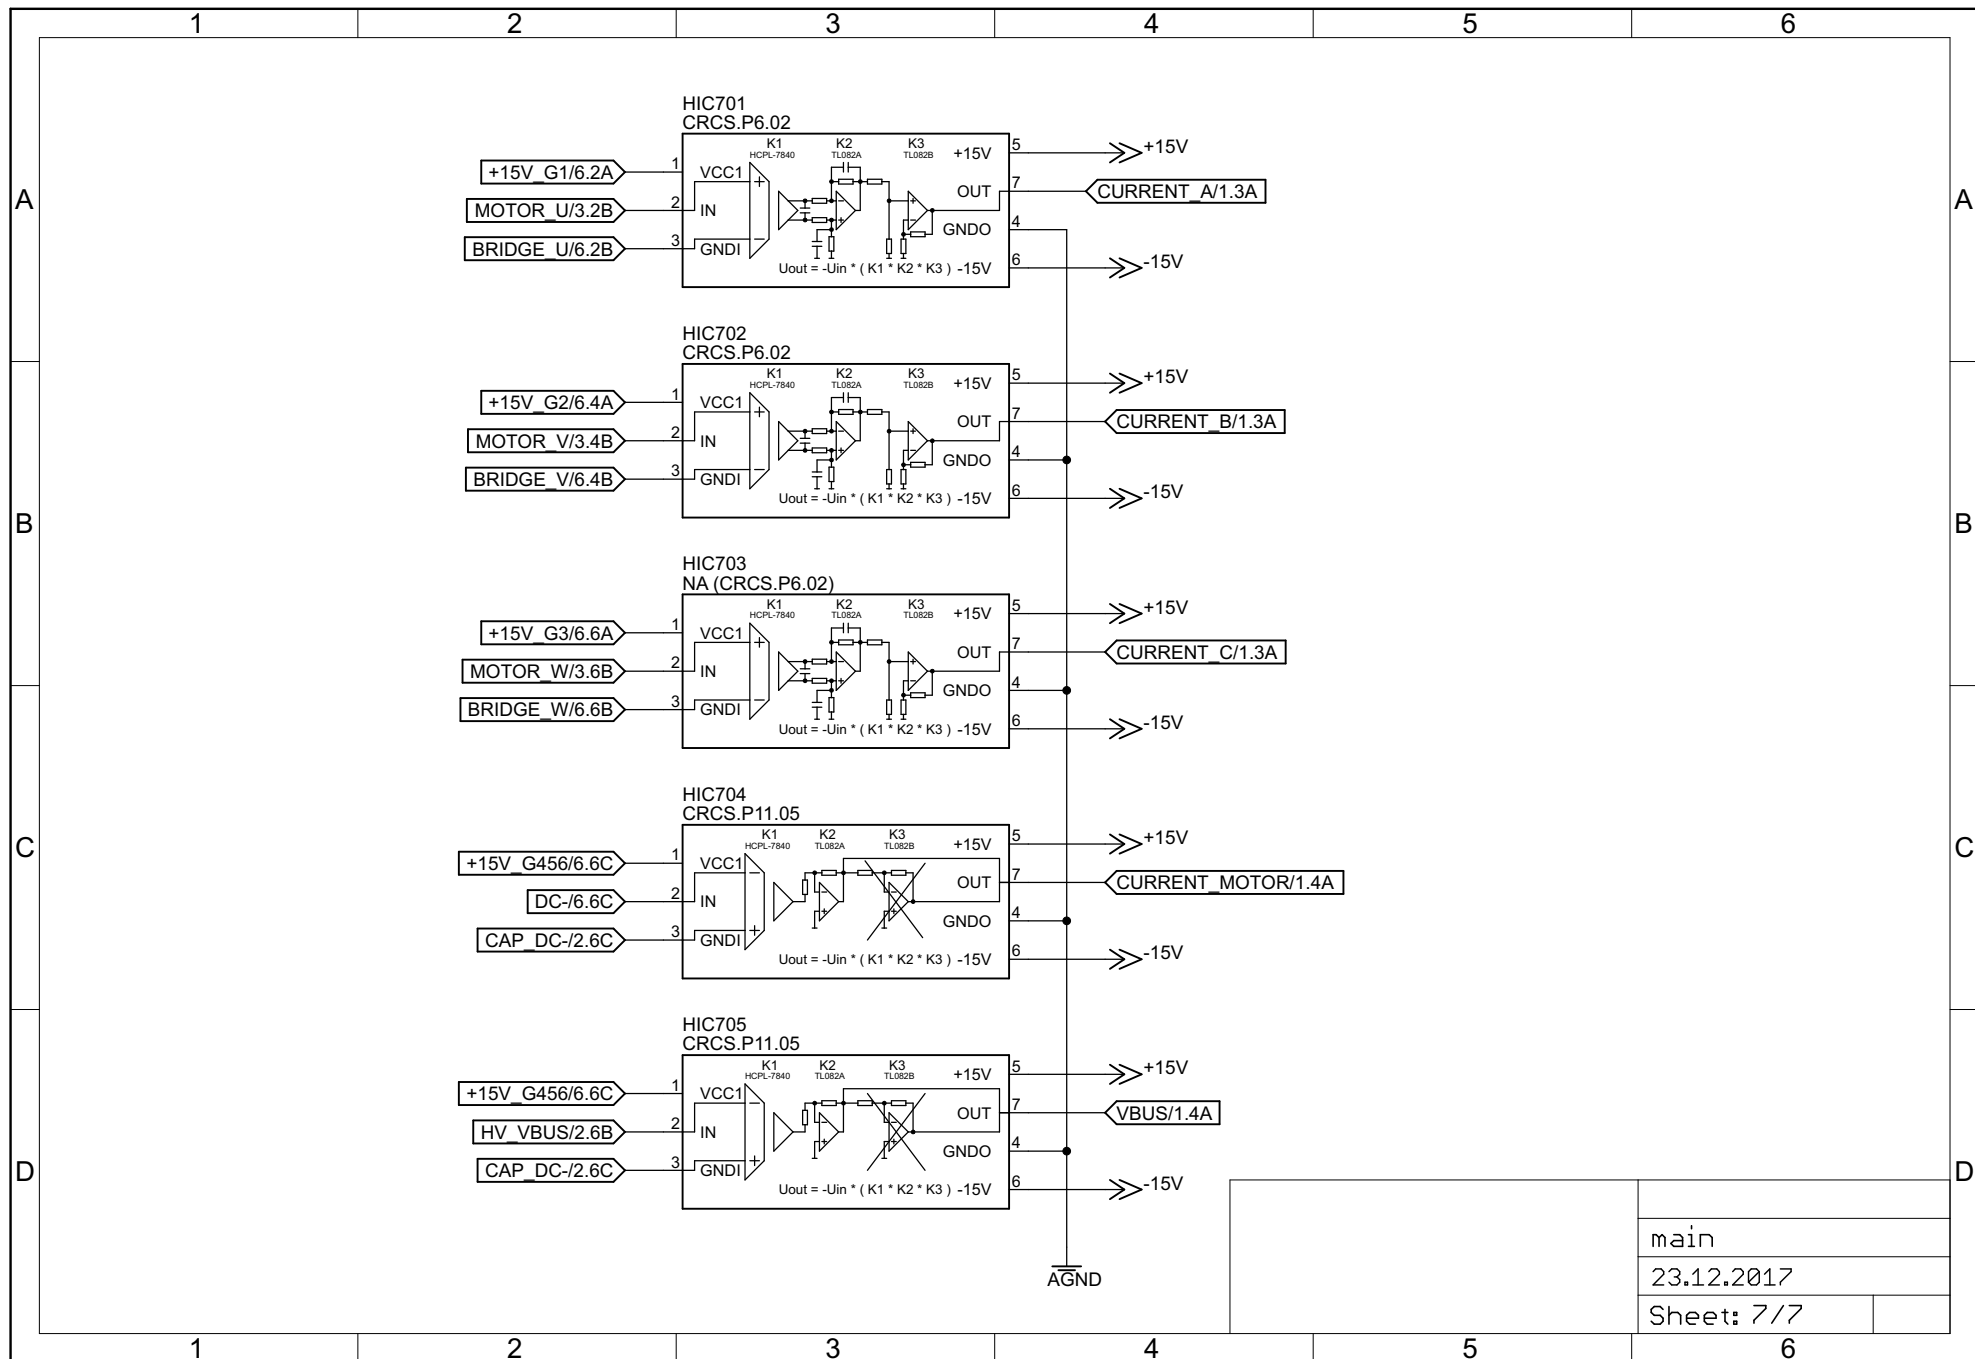 1 2 3 4 5 6
A A
HIC701
CRCS.P6.02
K1 K2 K3
HCPL-7840 TL082A TL082B
+15V 5 +15V
+15V_G1/6.2A 1 VCC1
OUT 7 CURRENT_A/1.3A
MOTOR_U/3.2B 2 IN
GNDO 4
BRIDGE_U/6.2B 3 GNDI
Uout = -Uin * ( K1 * K2 * K3 ) -15V 6 -15V
HIC702
CRCS.P6.02
K1 K2 K3
HCPL-7840 TL082A TL082B
+15V 5 +15V
+15V_G2/6.4A 1 VCC1
OUT 7 CURRENT_B/1.3A
MOTOR_V/3.4B 2 IN
GNDO 4
BRIDGE_V/6.4B 3 GNDI
Uout = -Uin * ( K1 * K2 * K3 ) -15V 6 -15V
B B
HIC703
NA (CRCS.P6.02)
K1 K2 K3
HCPL-7840 TL082A TL082B
+15V 5 +15V
+15V_G3/6.6A 1 VCC1
OUT 7 CURRENT_C/1.3A
MOTOR_W/3.6B 2 IN
GNDO 4
BRIDGE_W/6.6B 3 GNDI
Uout = -Uin * ( K1 * K2 * K3 ) -15V 6 -15V
HIC704
CRCS.P11.05
K1 K2 K3
HCPL-7840 TL082A TL082B
+15V 5 +15V
C C
+15V_G456/6.6C 1 VCC1
OUT 7 CURRENT_MOTOR/1.4A
DC-/6.6C 2 IN
GNDO 4
CAP_DC-/2.6C 3 GNDI
Uout = -Uin * ( K1 * K2 * K3 ) -15V 6 -15V
HIC705
CRCS.P11.05
K1 K2 K3
HCPL-7840 TL082A TL082B
+15V 5 +15V
+15V_G456/6.6C 1 VCC1
OUT 7 VBUS/1.4A
HV_VBUS/2.6B 2 IN
GNDO 4
CAP_DC-/2.6C 3 GNDI
D D
Uout = -Uin * ( K1 * K2 * K3 ) -15V 6 -15V
AGND
main
23.12.2017
Sheet: 7/7
1 2 3 4 5 6